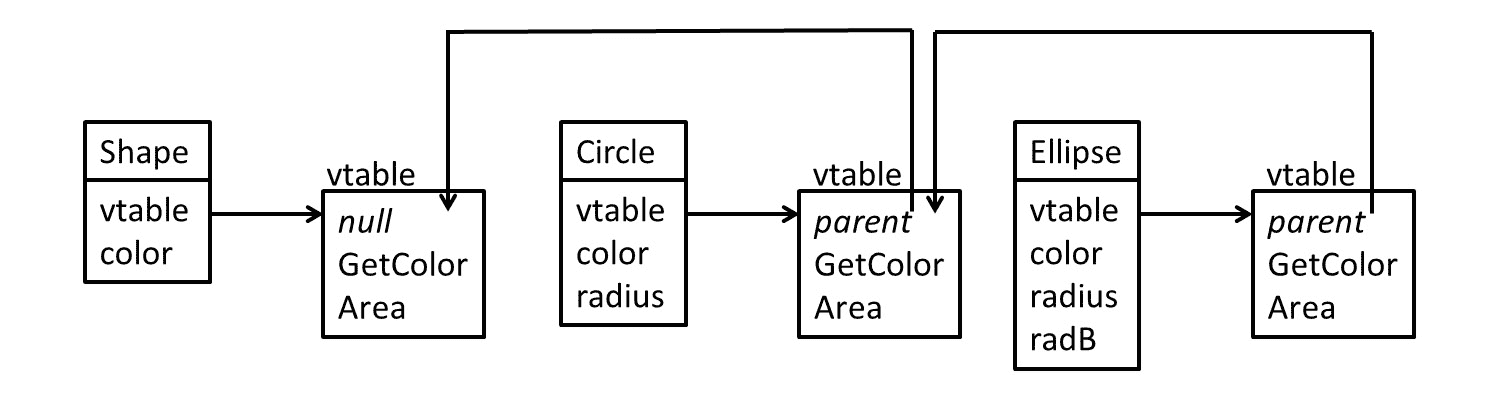 Shape
vtable
color
vtable
null
GetColor
Area
Circle
vtable
color
radius
vtable
parent
GetColor
Area
Ellipse
vtable
color
radius
radB
vtable
parent
GetColor
Area